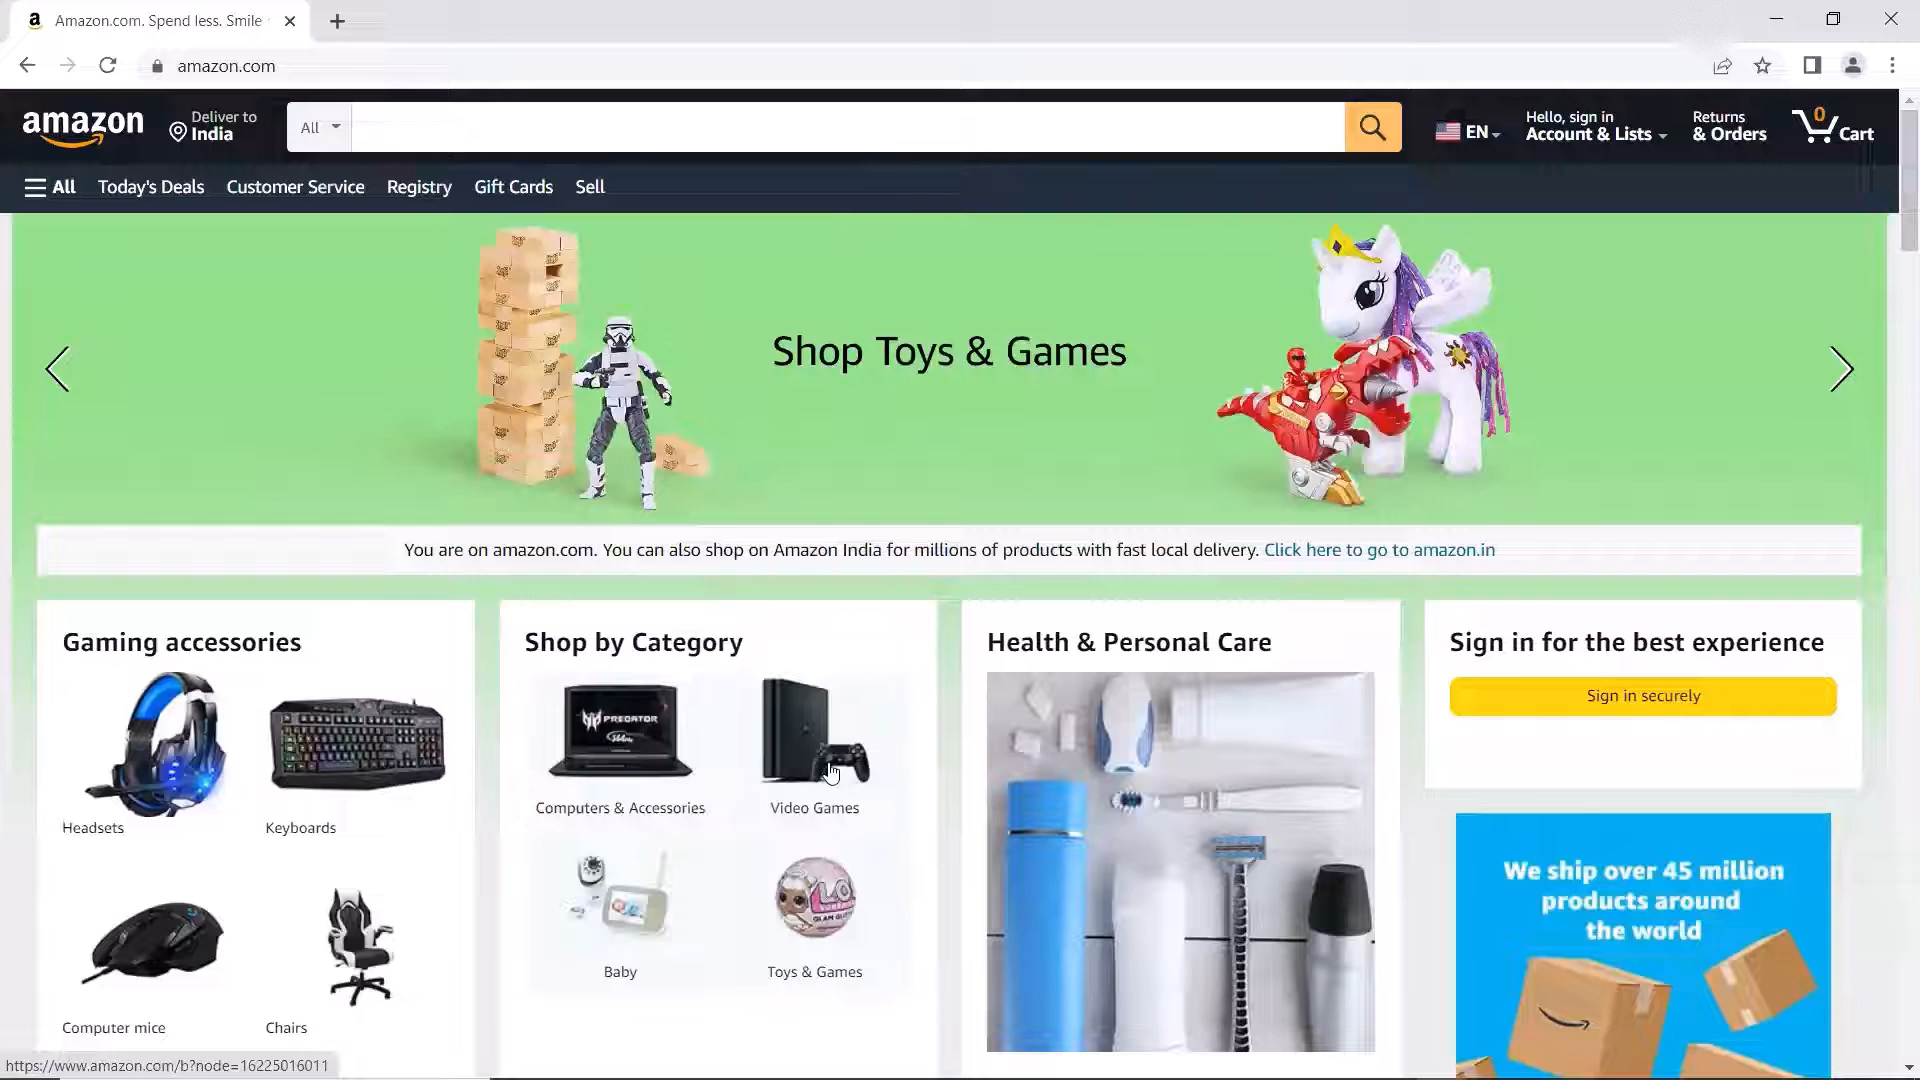 Amazon.com. Spend less. Smile
amazon.com
amazon
Deliver to
India
All
EN
Hello, sign in
Account & Lists
Returns
& Orders
0
Cart
All
Today's Deals
Customer Service
Registry
Gift Cards
Sell
Shop Toys & Games
You are on amazon.com. You can also shop on Amazon India for millions of products with fast local delivery. Click here to go to amazon.in
Gaming accessories
Headsets
Keyboards
Computer mice
Chairs
Shop by Category
PREDATOR
Computers & Accessories
Video Games
Baby
Toys & Games
Health & Personal Care
Sign in for the best experience
Sign in securely
We ship over 45 million
products around
the world
https://www.amazon.com/b?node=16225016011